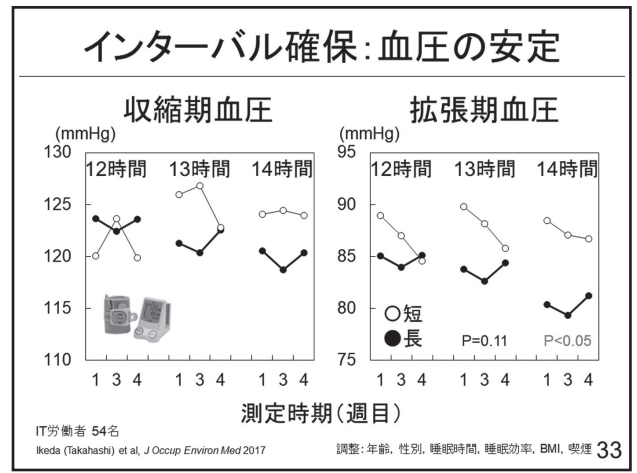 インターバル確保：血圧の安定
収縮期血圧
(mmHg)
130
125
120
115
110
12時間 13時間 14時間
1 3 4 1 3 4 1 3 4
拡張期血圧
(mmHg)
95
90
85
80
75
12時間 13時間 14時間
○短
●長
P=0.11
P<0.05
1 3 4 1 3 4 1 3 4
測定時期(週目)
IT労働者 54名
Ikeda (Takahashi) et al, J Occup Environ Med 2017
調整：年齢, 性別, 睡眠時間, 睡眠効率, BMI, 喫煙
33